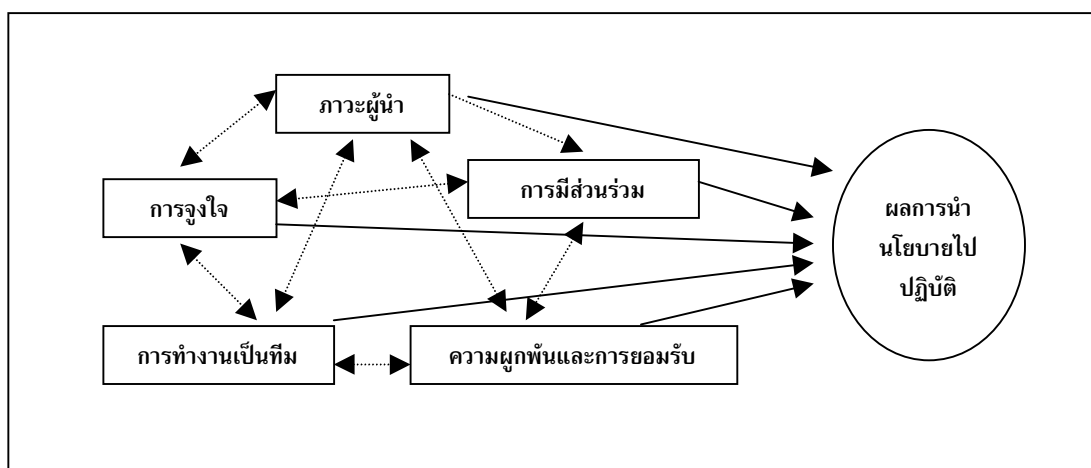 ภาวะผู้นำ
การมีส่วนร่วม
การจูงใจ
ผลการนำ
นโยบายไป
ปฏิบัติ
การทำงานเป็นทีม
ความผูกพันและการยอมรับ